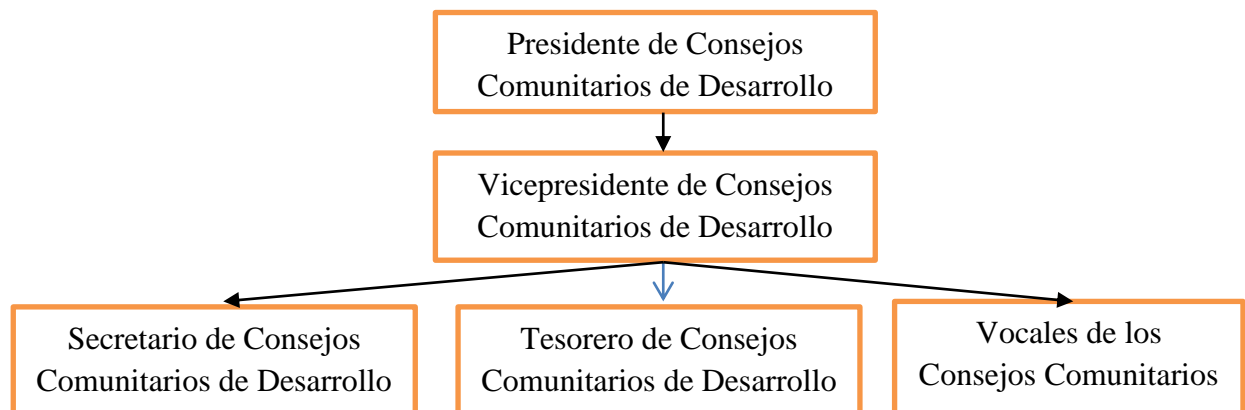 Presidente de Consejos
Comunitarios de Desarrollo
Vicepresidente de Consejos
Comunitarios de Desarrollo
Secretario de Consejos
Comunitarios de Desarrollo
Tesorero de Consejos
Comunitarios de Desarrollo
Vocales de los
Consejos Comunitarios